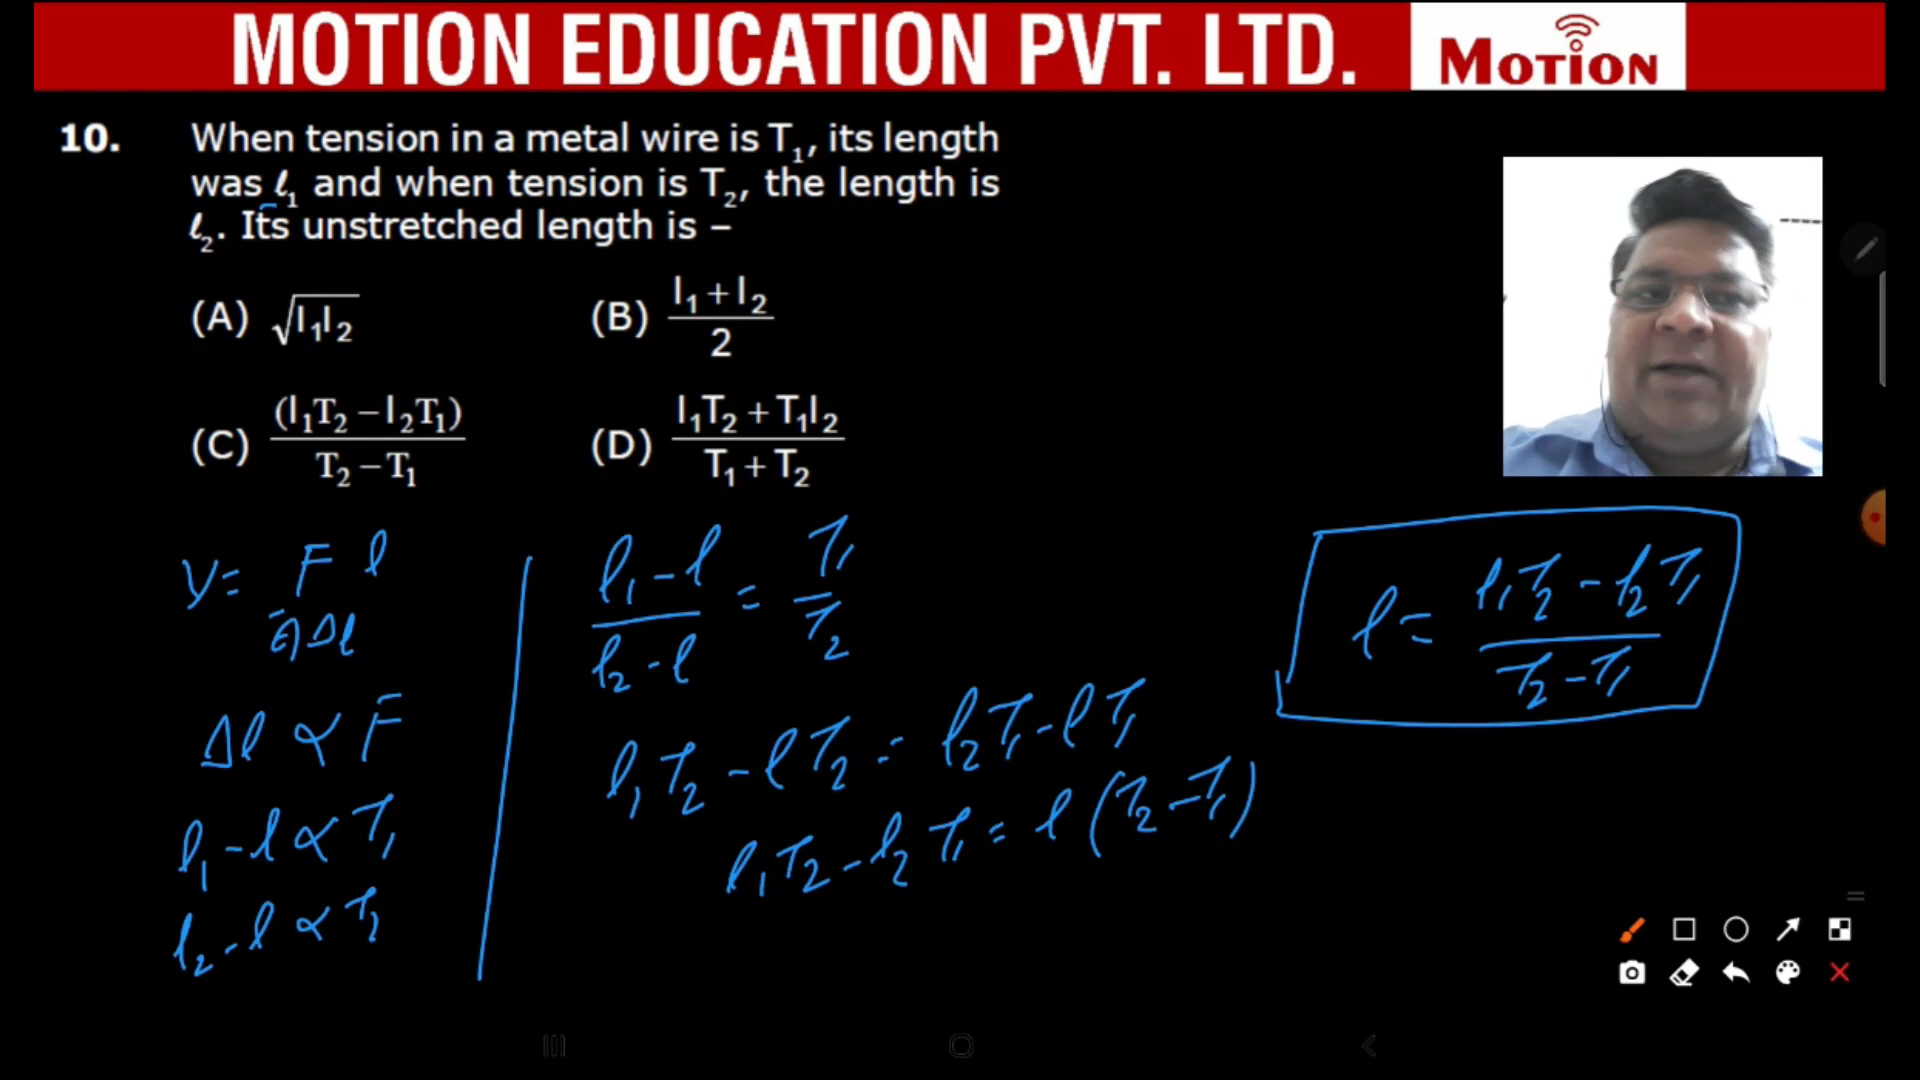 MOTION EDUCATION PVT. LTD. MOTION
10. When tension in a metal wire is T₁, its length
was ℓ₁ and when tension is T₂, the length is
ℓ₂. Its unstretched length is –
(A) √l₁l₂ (B) (l₁+l₂)/2
(C) (l₁T₂–l₂T₁)/(T₂–T₁) (D) (l₁T₂+T₁l₂)/(T₁+T₂)
Y= F l / A Δl
Δl ∝ F
l₁-l ∝ T₁
l₂-l ∝ T₁
(l₁-l)/(l₂-l) = T₁/T₂
l₁T₂-lT₂ = l₂T₁-lT₁
l₁T₂-l₂T₁ = l(T₂-T₁)
l = (l₁T₂-l₂T₁)/(T₂-T₁)